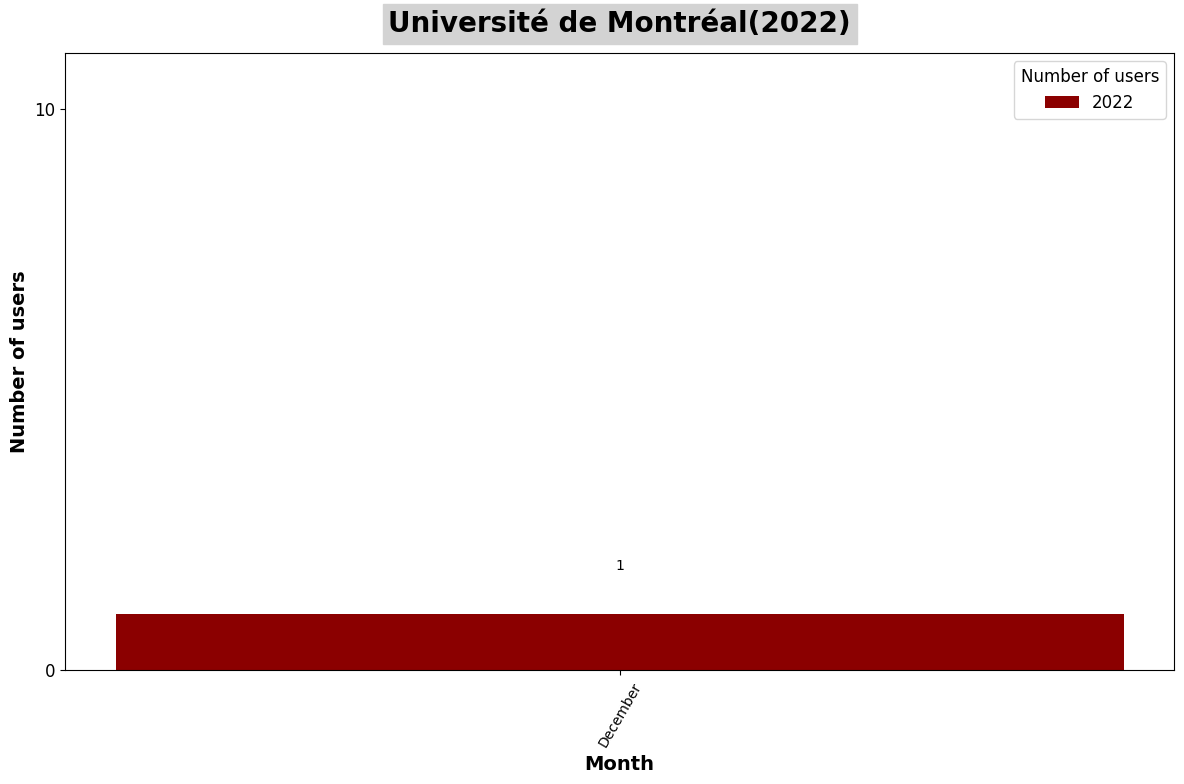 Université de Montréal(2022)
Number of users
2022
10
Number of users
1
0
December
Month